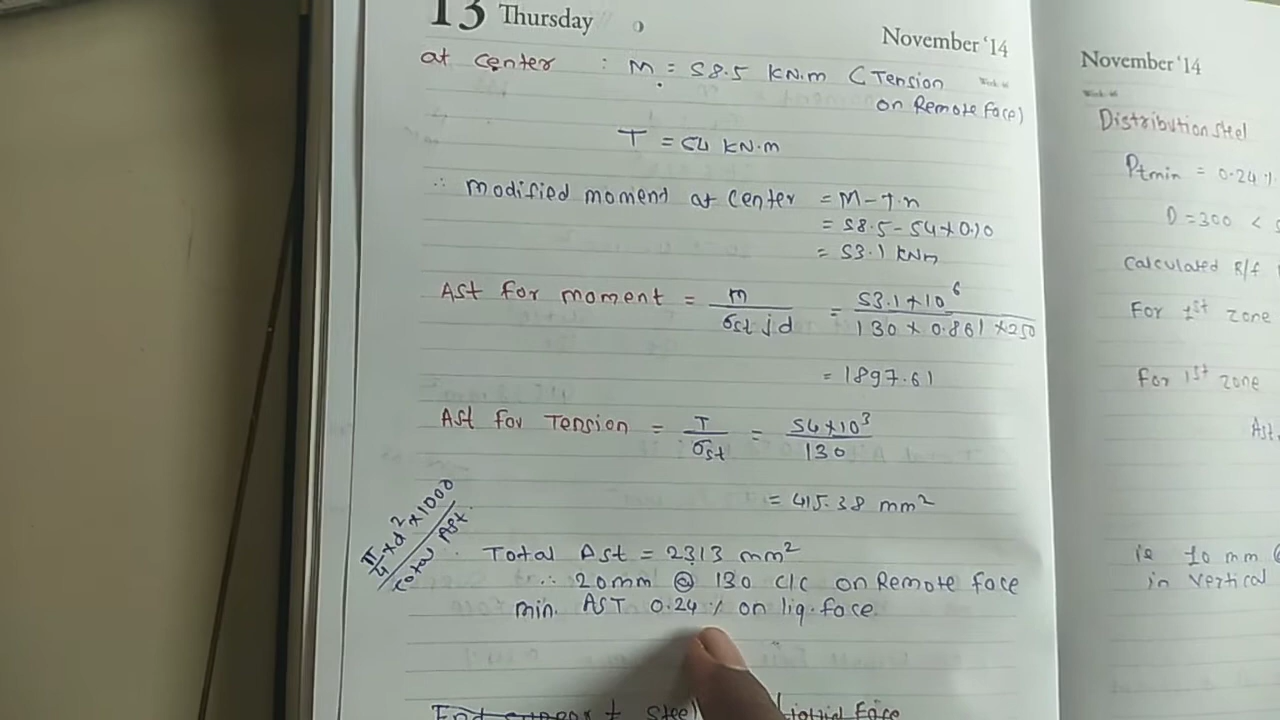 13 Thursday
November '14
at center : M = 58.5 KN.m (Tension
on Remote face)
T = 54 KN.m
∴ modified moment at center = M-T.n
= 58.5 - 54 x 0.10
= 53.1 KNm
Ast for moment = m / σst jd = 53.1 x 10^6 / 130 x 0.861 x 250
= 1897.61
Ast for Tension = T / σst = 54 x 10^3 / 130
= 415.38 mm²
π/4 x d² x 1000 / Total Ast
Total Ast = 2313 mm²
∴ 20mm @ 130 c/c on Remote face
min. AST 0.24 % on liq. face
steel
November '14
Distribution steel
Ptmin = 0.24 %
D = 300 <
calculated R/f
For 1st zone
for 1st zone
Ast
ie 10 mm
in vertical